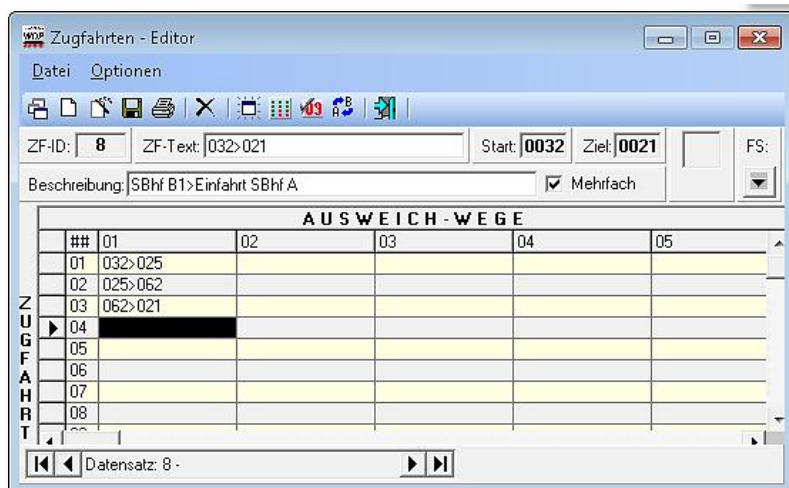 WDP Zugfahrten - Editor
Datei Optionen
09 A B
ZF-ID: 8 ZF-Text: 032>021 Start: 0032 Ziel: 0021 FS:
Beschreibung: SBhf B1>Einfahrt SBhf A Mehrfach
AUSWEICH-WEGE
## 01 02 03 04 05
01 032>025
02 025>062
03 062>021
04
05
06
07
08
ZUGFAHRT
Datensatz: 8 -